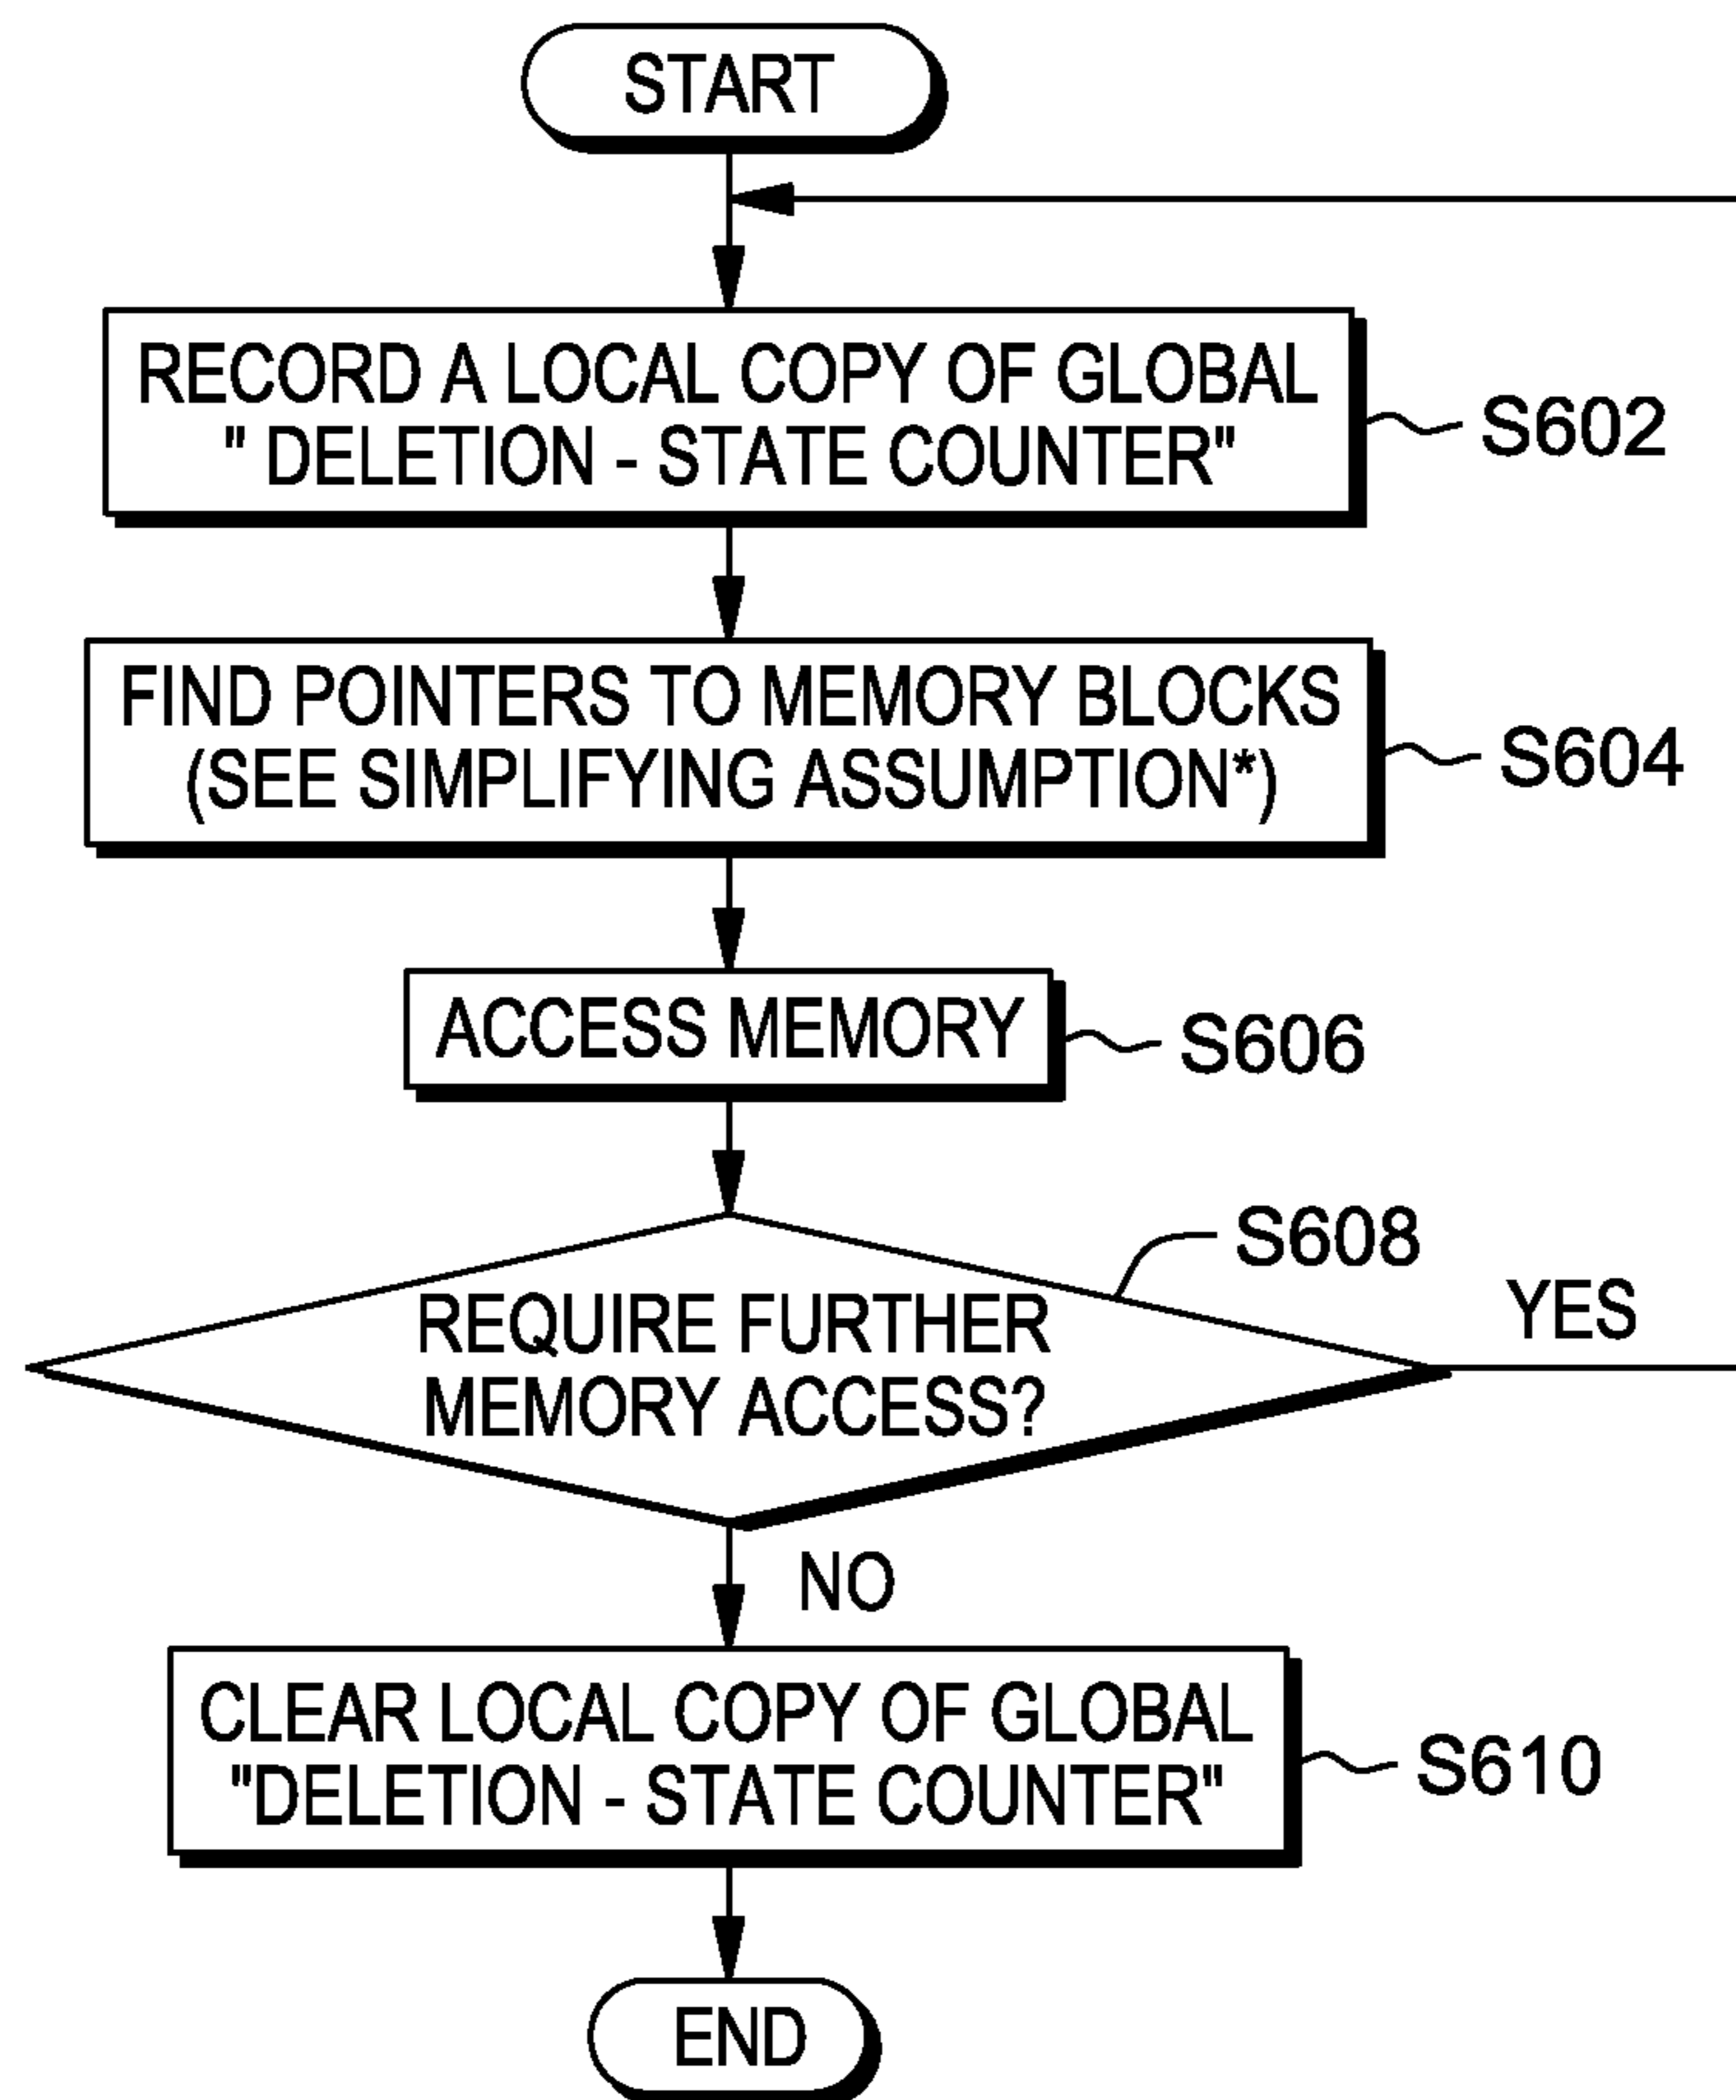 START
RECORD A LOCAL COPY OF GLOBAL
" DELETION - STATE COUNTER"
S602
FIND POINTERS TO MEMORY BLOCKS
(SEE SIMPLIFYING ASSUMPTION*)
S604
ACCESS MEMORY
S606
S608
REQUIRE FURTHER
MEMORY ACCESS?
YES
NO
CLEAR LOCAL COPY OF GLOBAL
"DELETION - STATE COUNTER"
S610
END